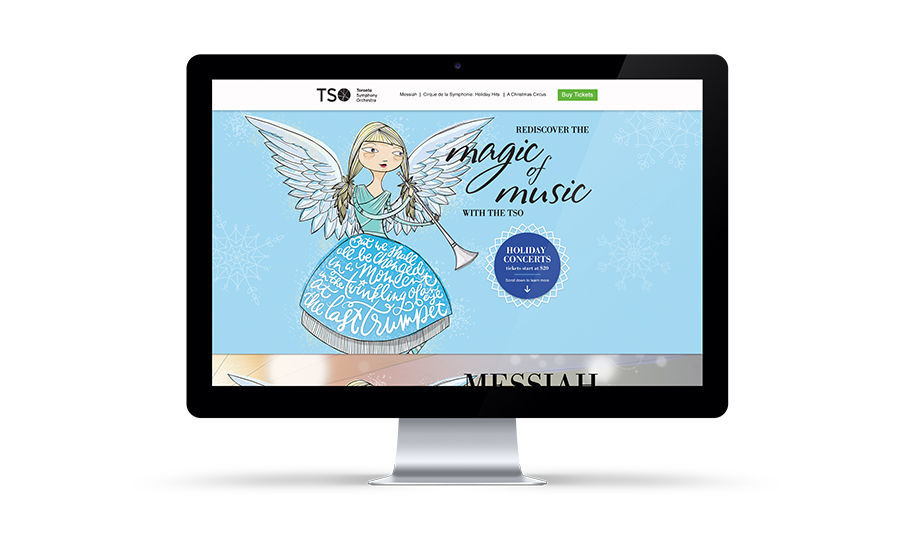 TSO
Toronto
Symphony
Orchestra
Messiah | Cirque de la Symphonie: Holiday Hits | A Christmas Circus
Buy Tickets
REDISCOVER THE
magic
of
music
WITH THE TSO
HOLIDAY
CONCERTS
tickets start at $20
Scroll down to learn more
But we shall
all be changed
in a Moment
in the Twinkling of an eye
at
the last Trumpet
MESSIAH